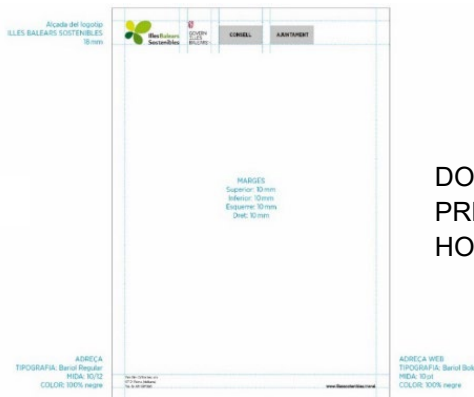 Alçada del logotip
ILLES BALEARS SOSTENIBLES
18 mm
Illes Balears
Sostenibles
GOVERN
ILLES
BALEARS
CONSELL
AJUNTAMENT
MARGES
Superior: 10 mm
Inferior: 10 mm
Esquerre: 10 mm
Dret: 10 mm
DO
PRI
HO
ADREÇA
TIPOGRAFIA: Bariol Regular
MIDA: 10/12
COLOR: 100% negre
ADREÇA WEB
TIPOGRAFIA: Bariol Bol
MIDA: 10 pt
COLOR: 100% negre